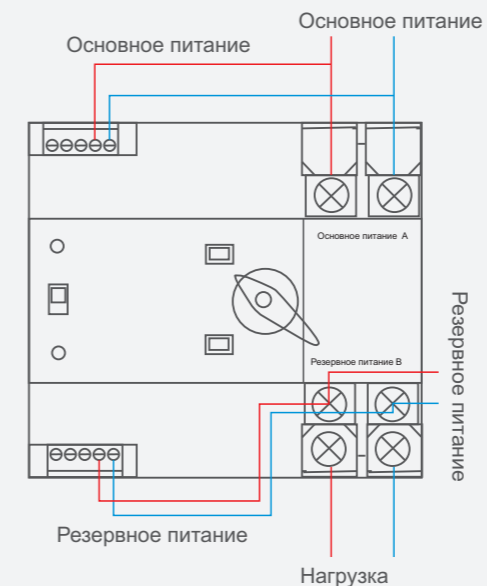 Основное питание
Основное питание
Основное питание A
Резервное питание B
Резервное питание
Резервное питание
Нагрузка